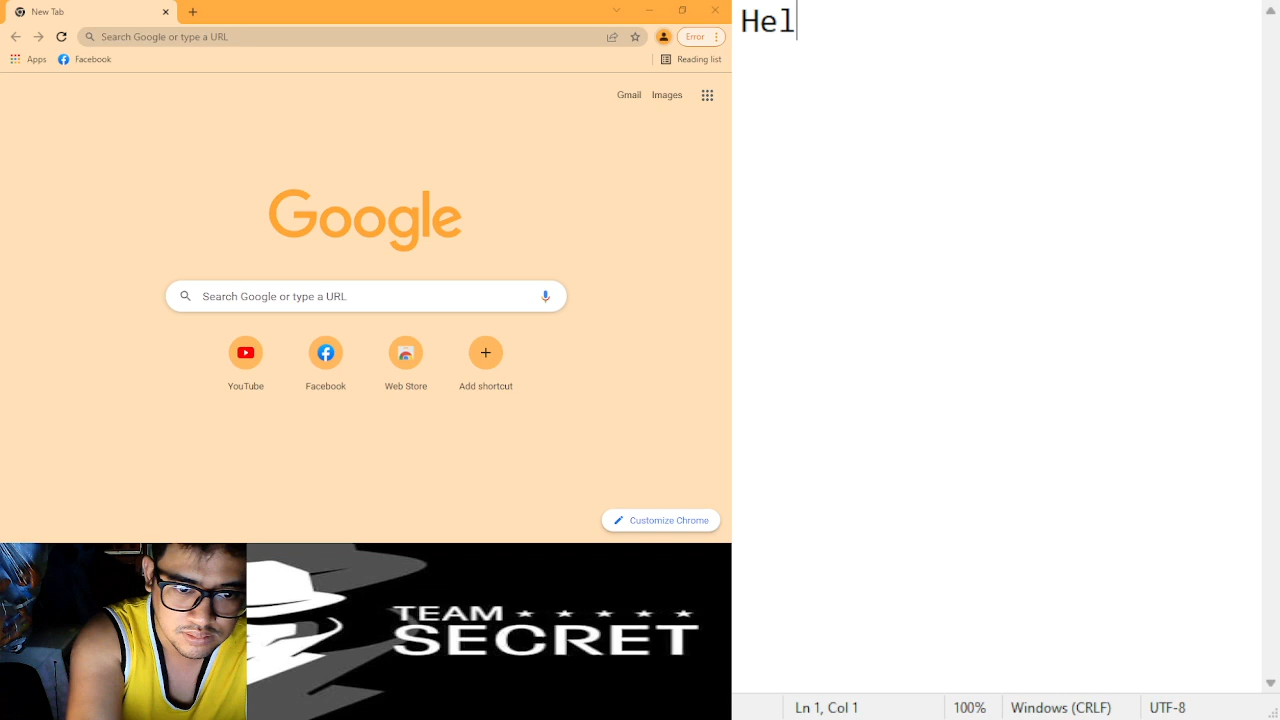 New Tab
Search Google or type a URL
Error
Apps
Facebook
Reading list
Gmail
Images
Google
Search Google or type a URL
YouTube
Facebook
Web Store
Add shortcut
Customize Chrome
TEAM
SECRET
Hel
Ln 1, Col 1
100%
Windows (CRLF)
UTF-8